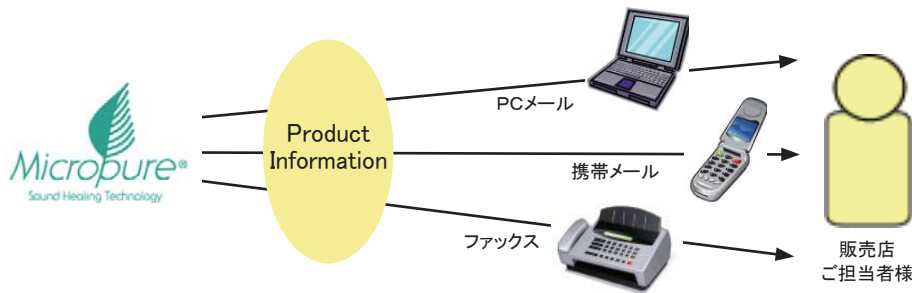 Micropure®
Sound Healing Technology
Product
Information
PCメール
携帯メール
ファックス
販売店
ご担当者様